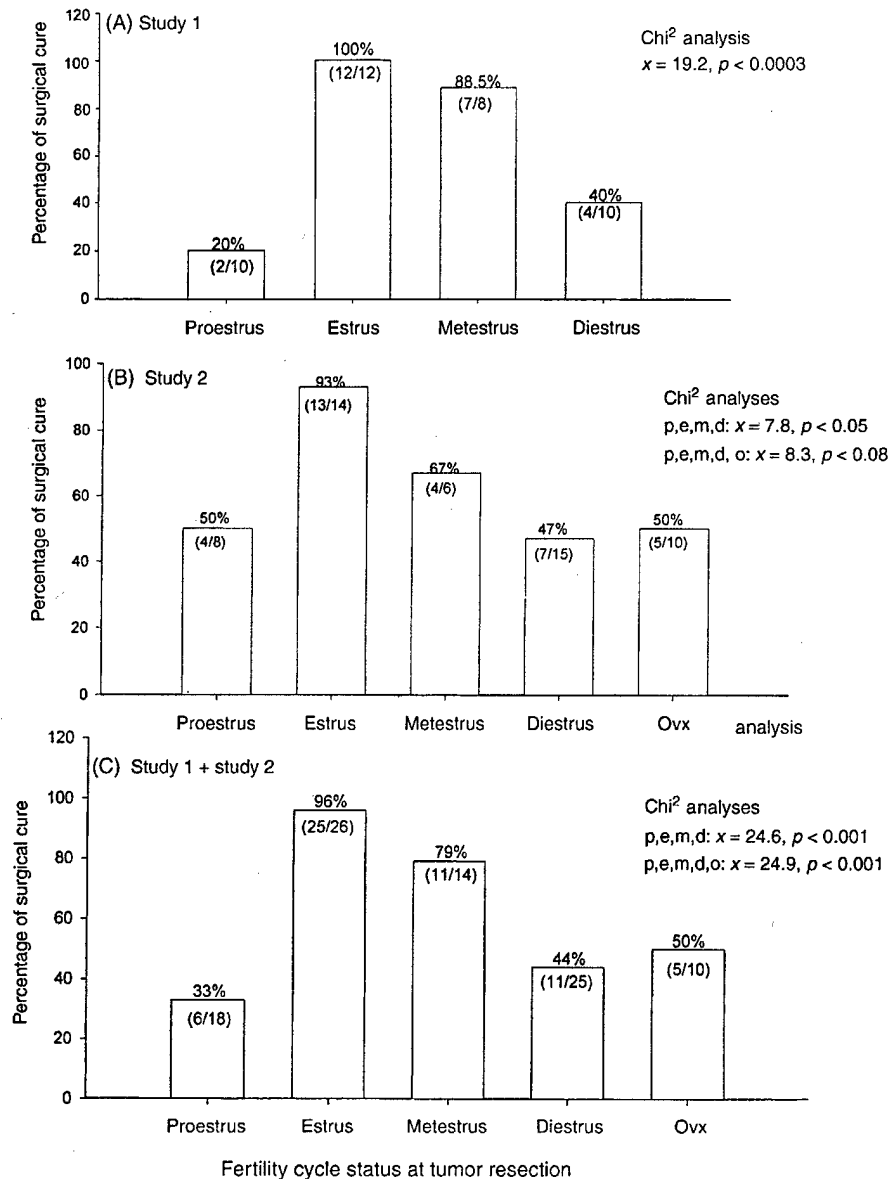 (A) Study 1
Chi² analysis
x = 19.2, p < 0.0003
Percentage of surgical cure
120
100
80
60
40
20
0
20%
(2/10)
100%
(12/12)
88.5%
(7/8)
40%
(4/10)
Proestrus Estrus Metestrus Diestrus
(B) Study 2
Chi² analyses
p,e,m,d: x = 7.8, p < 0.05
p,e,m,d, o: x = 8.3, p < 0.08
Percentage of surgical cure
100
80
60
40
20
0
50%
(4/8)
93%
(13/14)
67%
(4/6)
47%
(7/15)
50%
(5/10)
Proestrus Estrus Metestrus Diestrus Ovx analysis
(C) Study 1 + study 2
Chi² analyses
p,e,m,d: x = 24.6, p < 0.001
p,e,m,d,o: x = 24.9, p < 0.001
Percentage of surgical cure
120
100
80
60
40
20
0
33%
(6/18)
96%
(25/26)
79%
(11/14)
44%
(11/25)
50%
(5/10)
Proestrus Estrus Metestrus Diestrus Ovx
Fertility cycle status at tumor resection